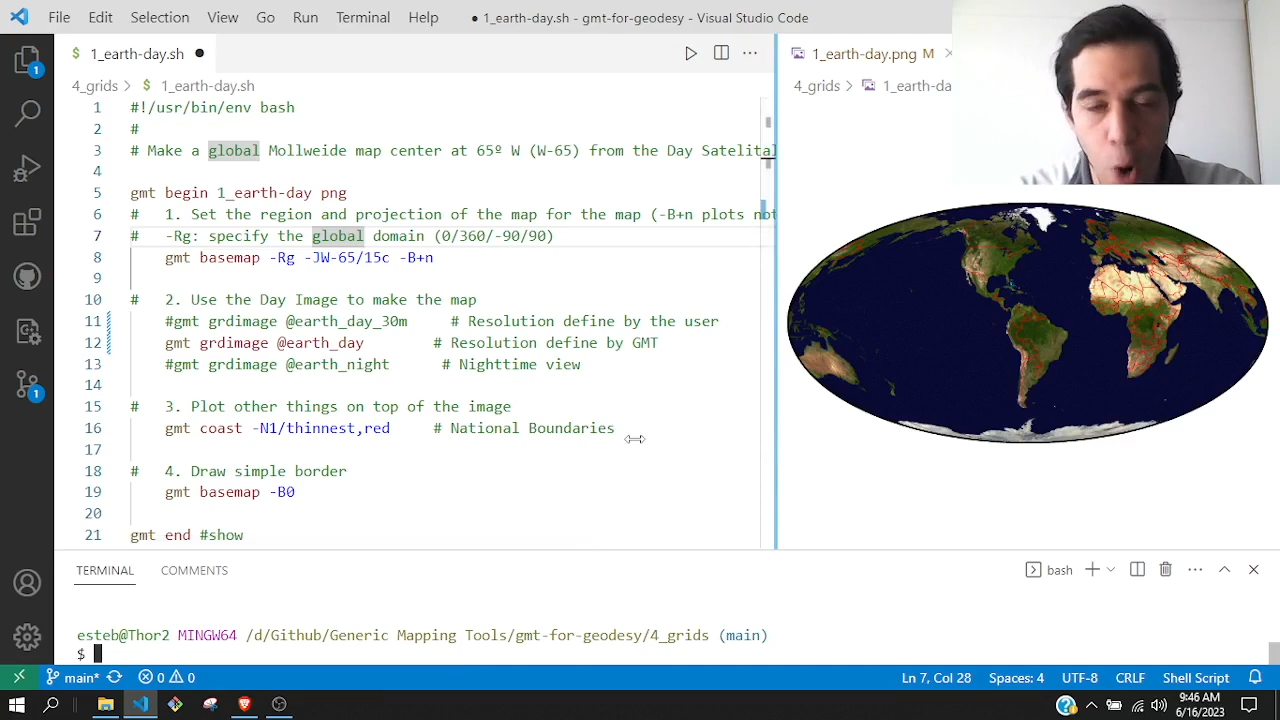 File Edit Selection View Go Run Terminal Help
● 1_earth-day.sh - gmt-for-geodesy - Visual Studio Code
$ 1_earth-day.sh ●
1_earth-day.png M
4_grids > $ 1_earth-day.sh
4_grids > 1_earth-da
1 #!/usr/bin/env bash
2 #
3 # Make a global Mollweide map center at 65º W (W-65) from the Day Satelital
4
5 gmt begin 1_earth-day png
6 #   1. Set the region and projection of the map for the map (-B+n plots not
7 #   -Rg: specify the global domain (0/360/-90/90)
8     gmt basemap -Rg -JW-65/15c -B+n
9
10 #   2. Use the Day Image to make the map
11     #gmt grdimage @earth_day_30m     # Resolution define by the user
12     gmt grdimage @earth_day        # Resolution define by GMT
13     #gmt grdimage @earth_night      # Nighttime view
14
15 #   3. Plot other things on top of the image
16     gmt coast -N1/thinnest,red     # National Boundaries
17
18 #   4. Draw simple border
19     gmt basemap -B0
20
21 gmt end #show
TERMINAL COMMENTS
bash
esteb@Thor2 MINGW64 /d/Github/Generic Mapping Tools/gmt-for-geodesy/4_grids (main)
$
1
1
main* 0 0 Ln 7, Col 28 Spaces: 4 UTF-8 CRLF Shell Script
9:46 AM
6/16/2023